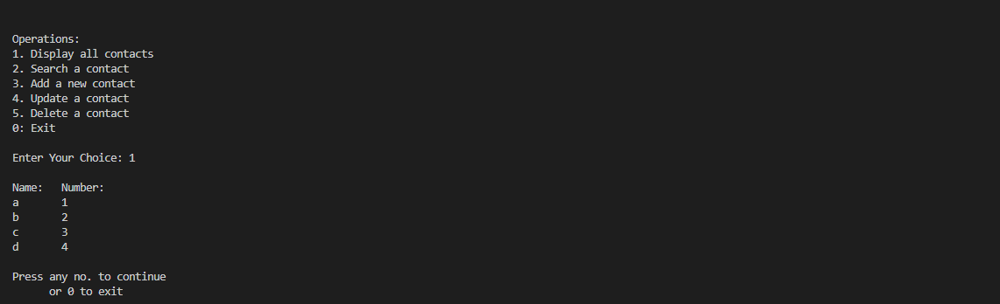 Operations:
1. Display all contacts
2. Search a contact
3. Add a new contact
4. Update a contact
5. Delete a contact
0: Exit
Enter Your Choice: 1
Name:   Number:
a       1
b       2
c       3
d       4
Press any no. to continue
      or 0 to exit